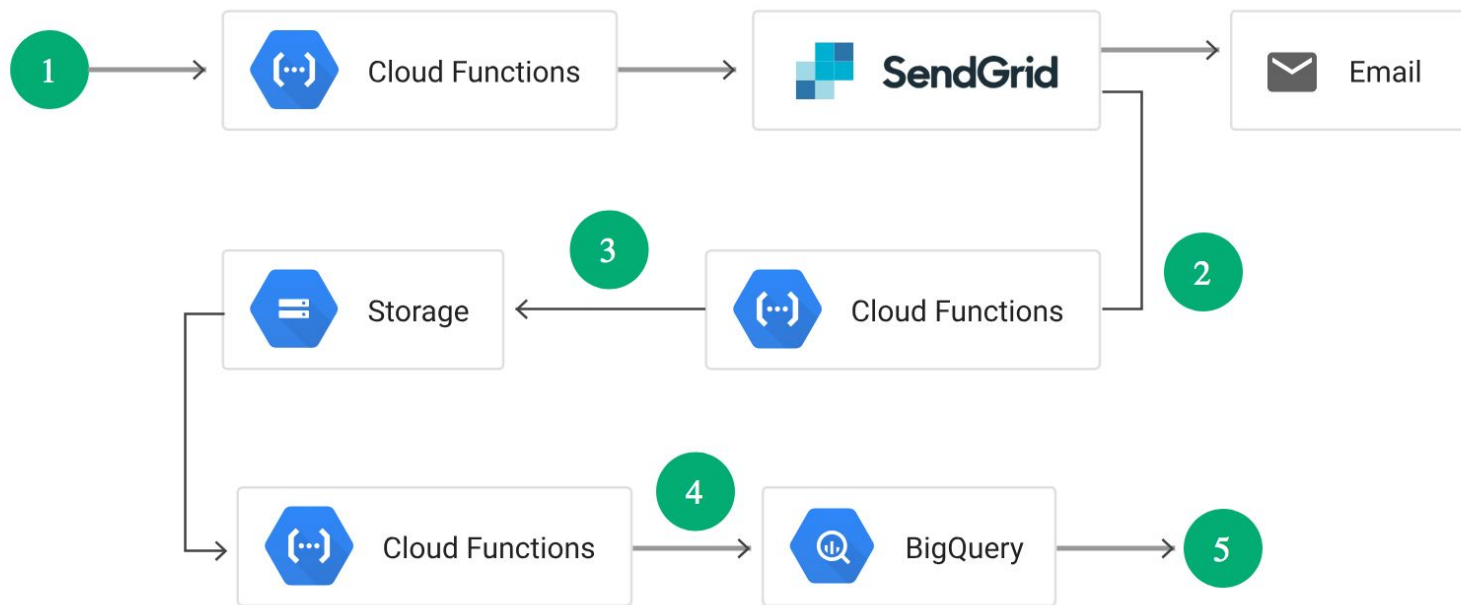 1
Cloud Functions
SendGrid
Email
3
2
Storage
Cloud Functions
4
Cloud Functions
BigQuery
5